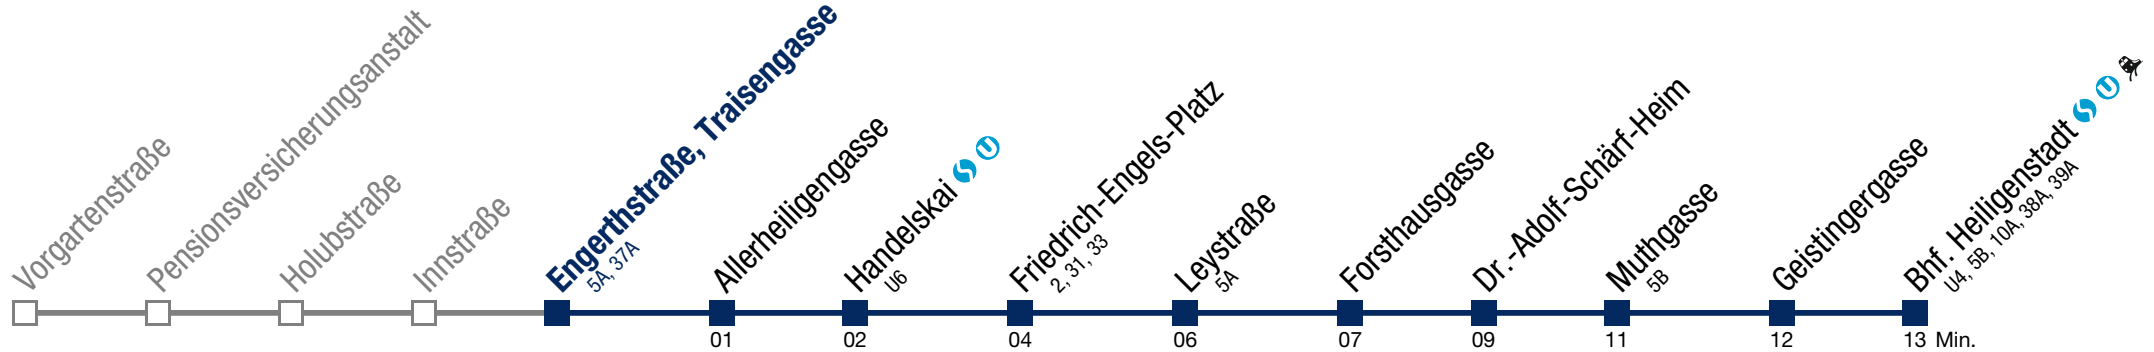 Vorgartenstraße
Pensionsversicherungsanstalt
Holubstraße
Innstraße
Engerthstraße, Traisengasse
5A, 37A
Allerheiligengasse
Handelskai
U6
Friedrich-Engels-Platz
2, 31, 33
Leystraße
5A
Forsthausgasse
Dr.-Adolf-Schärf-Heim
Muthgasse
5B
Geistingergasse
Bhf. Heiligenstadt
U4, 5B, 10A, 38A, 39A
01 02 04 06 07 09 11 12 13 Min.